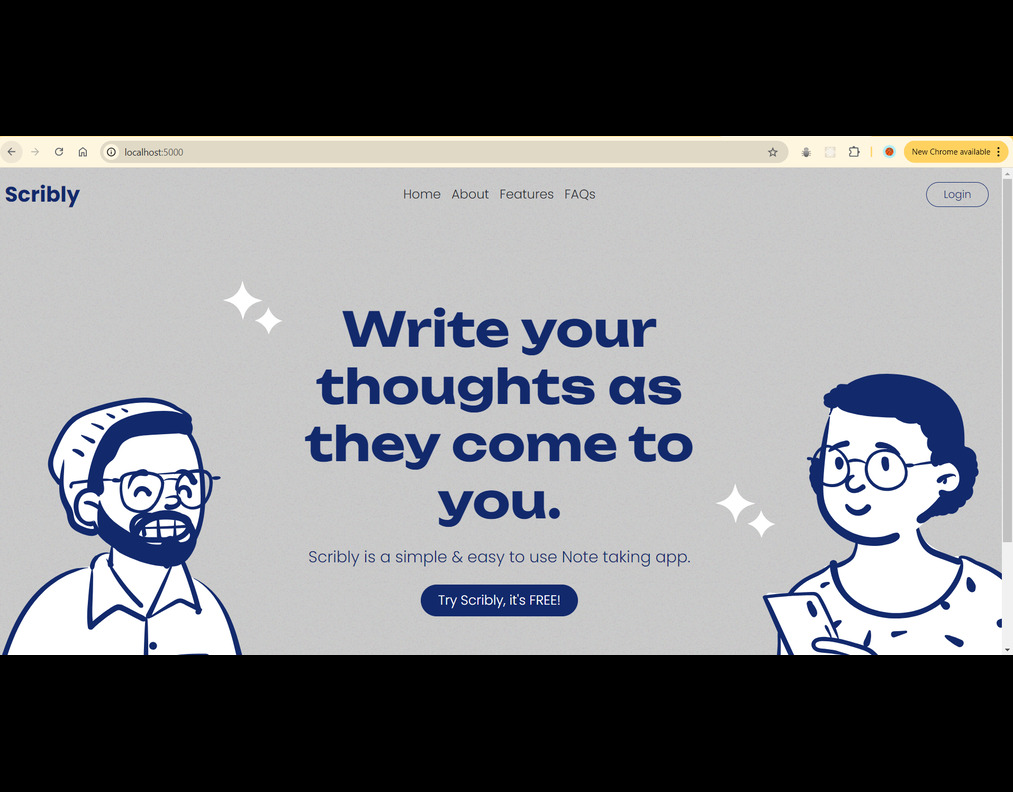 localhost:5000
New Chrome available
Scribly
Home About Features FAQs
Login
Write your
thoughts as
they come to
you.
Scribly is a simple & easy to use Note taking app.
Try Scribly, it's FREE!